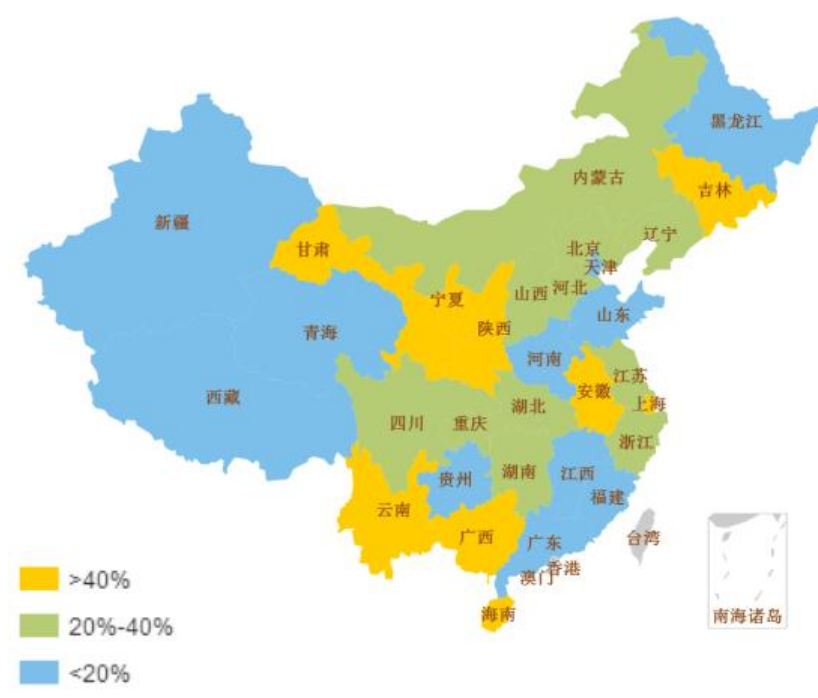 黑龙江
内蒙古
吉林
新疆
辽宁
甘肃
北京
天津
宁夏
山西
河北
山东
青海
陕西
河南
江苏
西藏
安徽
上海
湖北
四川
重庆
浙江
湖南
江西
贵州
福建
云南
广西
广东
台湾
香港
澳门
海南
南海诸岛
>40%
20%-40%
<20%